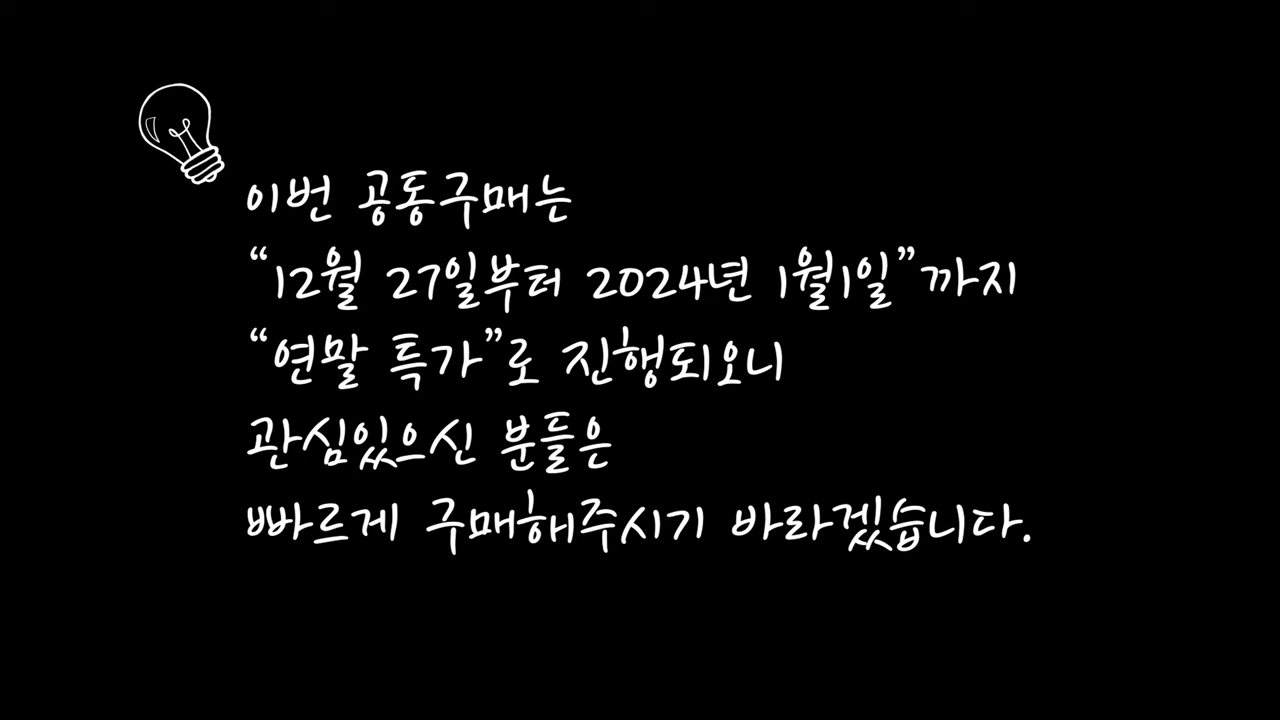 이번 공동구매는
“12월 27일부터 2024년 1월1일”까지
“연말 특가”로 진행되오니
관심있으신 분들은
빠르게 구매해주시기 바라겠습니다.